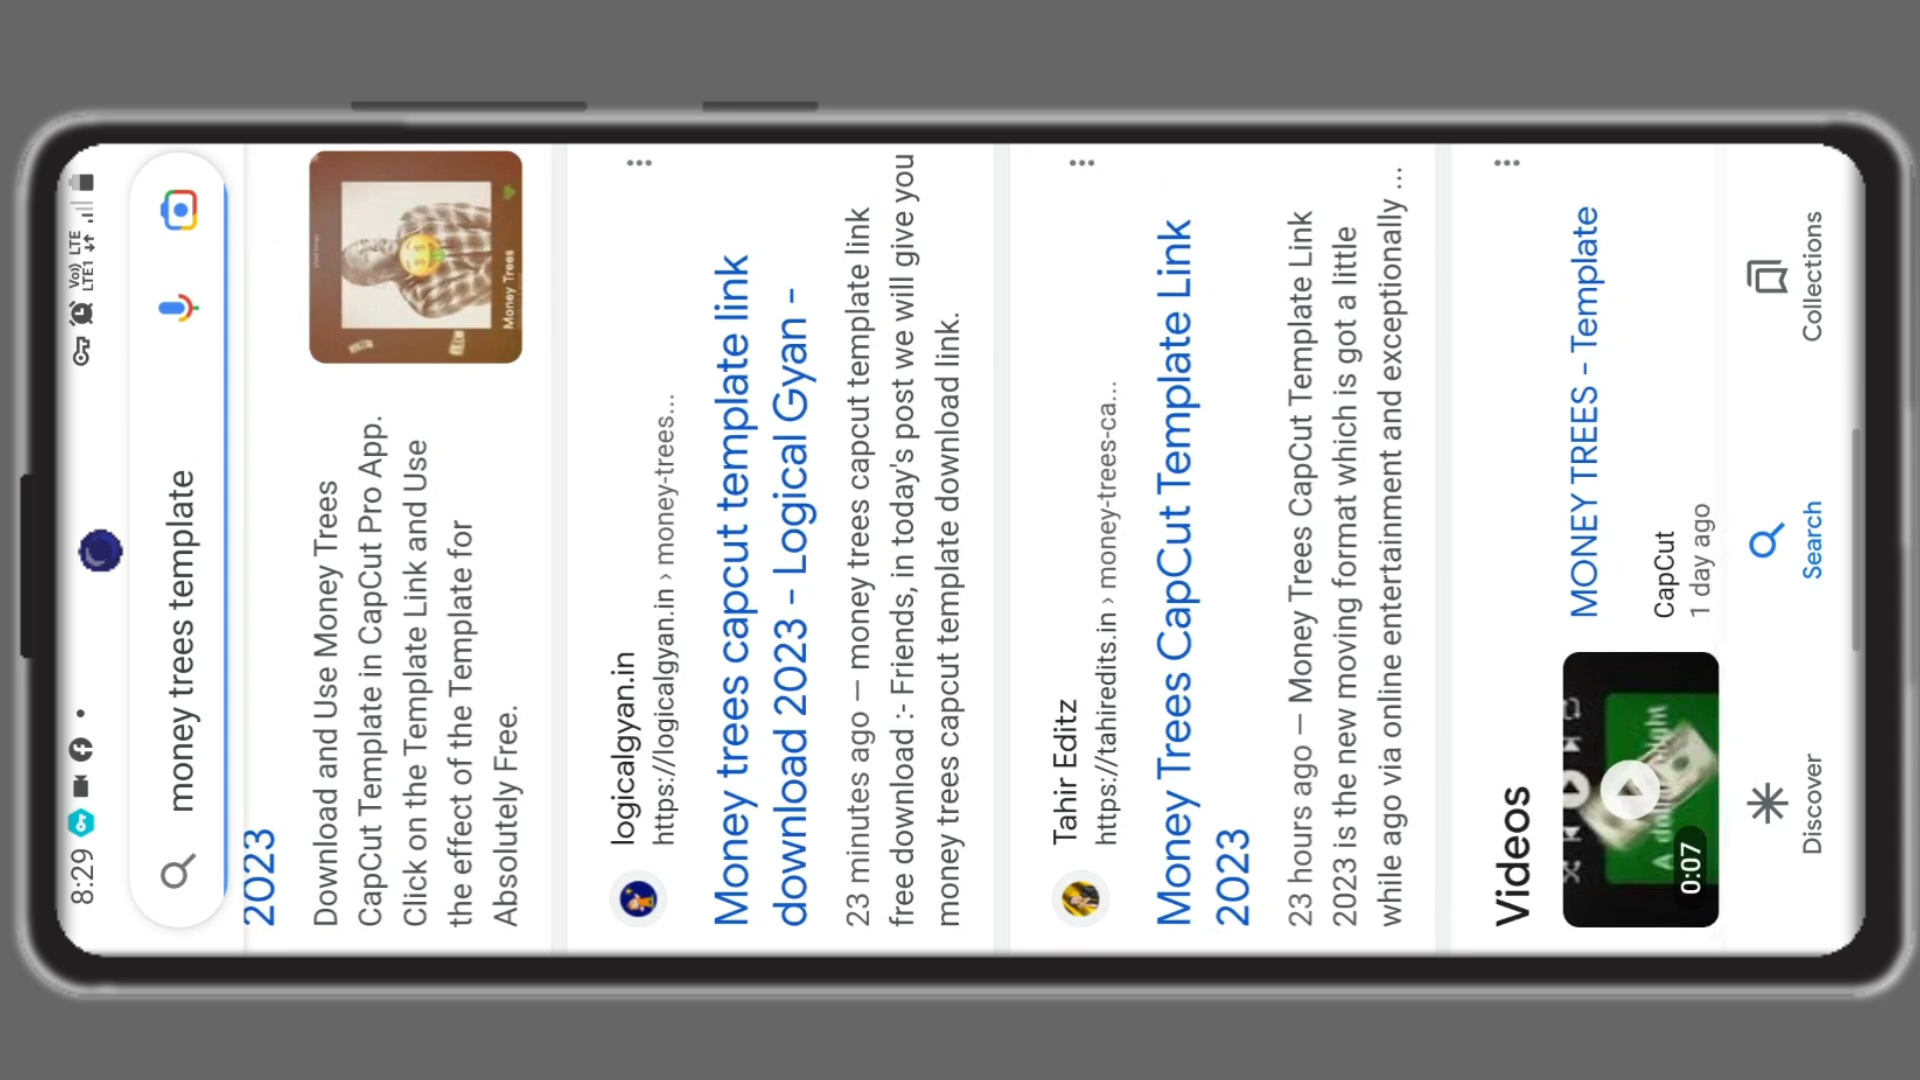 8:29
Vo) LTE
LTE1
money trees template
2023
Download and Use Money Trees
CapCut Template in CapCut Pro App.
Click on the Template Link and Use
the effect of the Template for
Absolutely Free.
Money Trees
logicalgyan.in
https://logicalgyan.in › money-trees...
Money trees capcut template link
download 2023 - Logical Gyan -
23 minutes ago — money trees capcut template link
free download :- Friends, in today's post we will give you
money trees capcut template download link.
Tahir Editz
https://tahiredits.in › money-trees-ca...
Money Trees CapCut Template Link
2023
23 hours ago — Money Trees CapCut Template Link
2023 is the new moving format which is got a little
while ago via online entertainment and exceptionally ...
Videos
A dollar might
0:07
MONEY TREES - Template
CapCut
1 day ago
Discover
Search
Collections